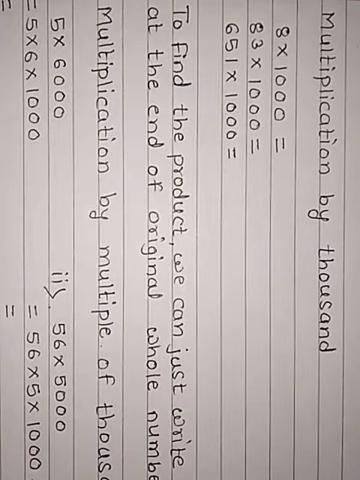 Multiplication by thousand
8 x 1000 =
83 x 1000 =
651 x 1000 =
To find the product, we can just write
at the end of original whole numbe
Multiplication by multiple of thous
5 x 6000 ii) 56 x 5000
= 5 x 6 x 1000 = 56 x 5 x 1000
= =